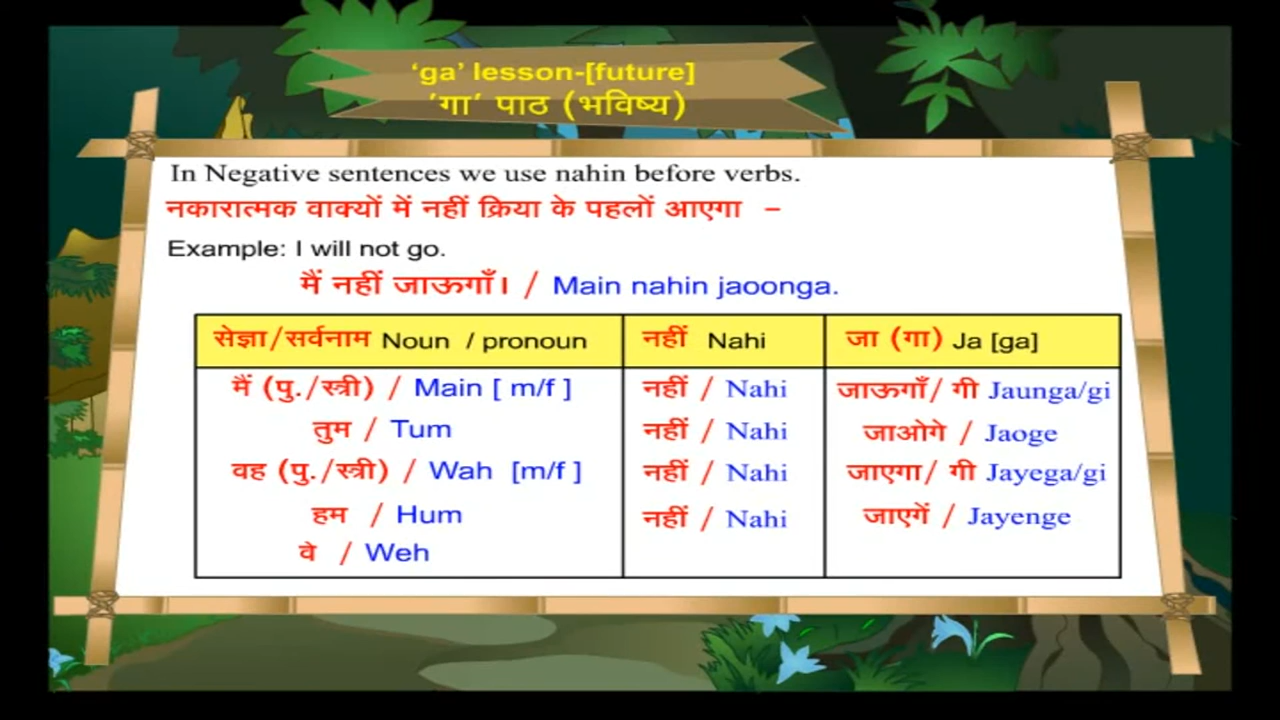 ‘ga’ lesson-[future]
′गा′ पाठ (भविष्य)
In Negative sentences we use nahin before verbs.
नकारात्मक वाक्यों में नहीं क्रिया के पहलों आएगा –
Example: I will not go.
मैं नहीं जाऊगाँ। / Main nahin jaoonga.
सेज्ञा/सर्वनाम Noun / pronoun नहीं Nahi जा (गा) Ja [ga]
मैं (पु./स्त्री) / Main [ m/f ] नहीं / Nahi जाऊगाँ/ गी Jaunga/gi
तुम / Tum नहीं / Nahi जाओगे / Jaoge
वह (पु./स्त्री) / Wah [m/f ] नहीं / Nahi जाएगा/ गी Jayega/gi
हम / Hum नहीं / Nahi जाएगें / Jayenge
वे / Weh